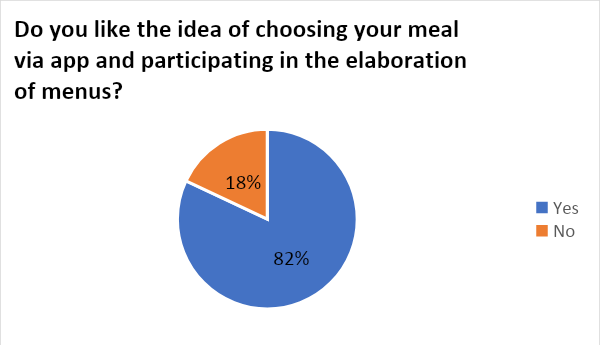 Do you like the idea of choosing your meal
via app and participating in the elaboration
of menus?
18%
82%
Yes
No